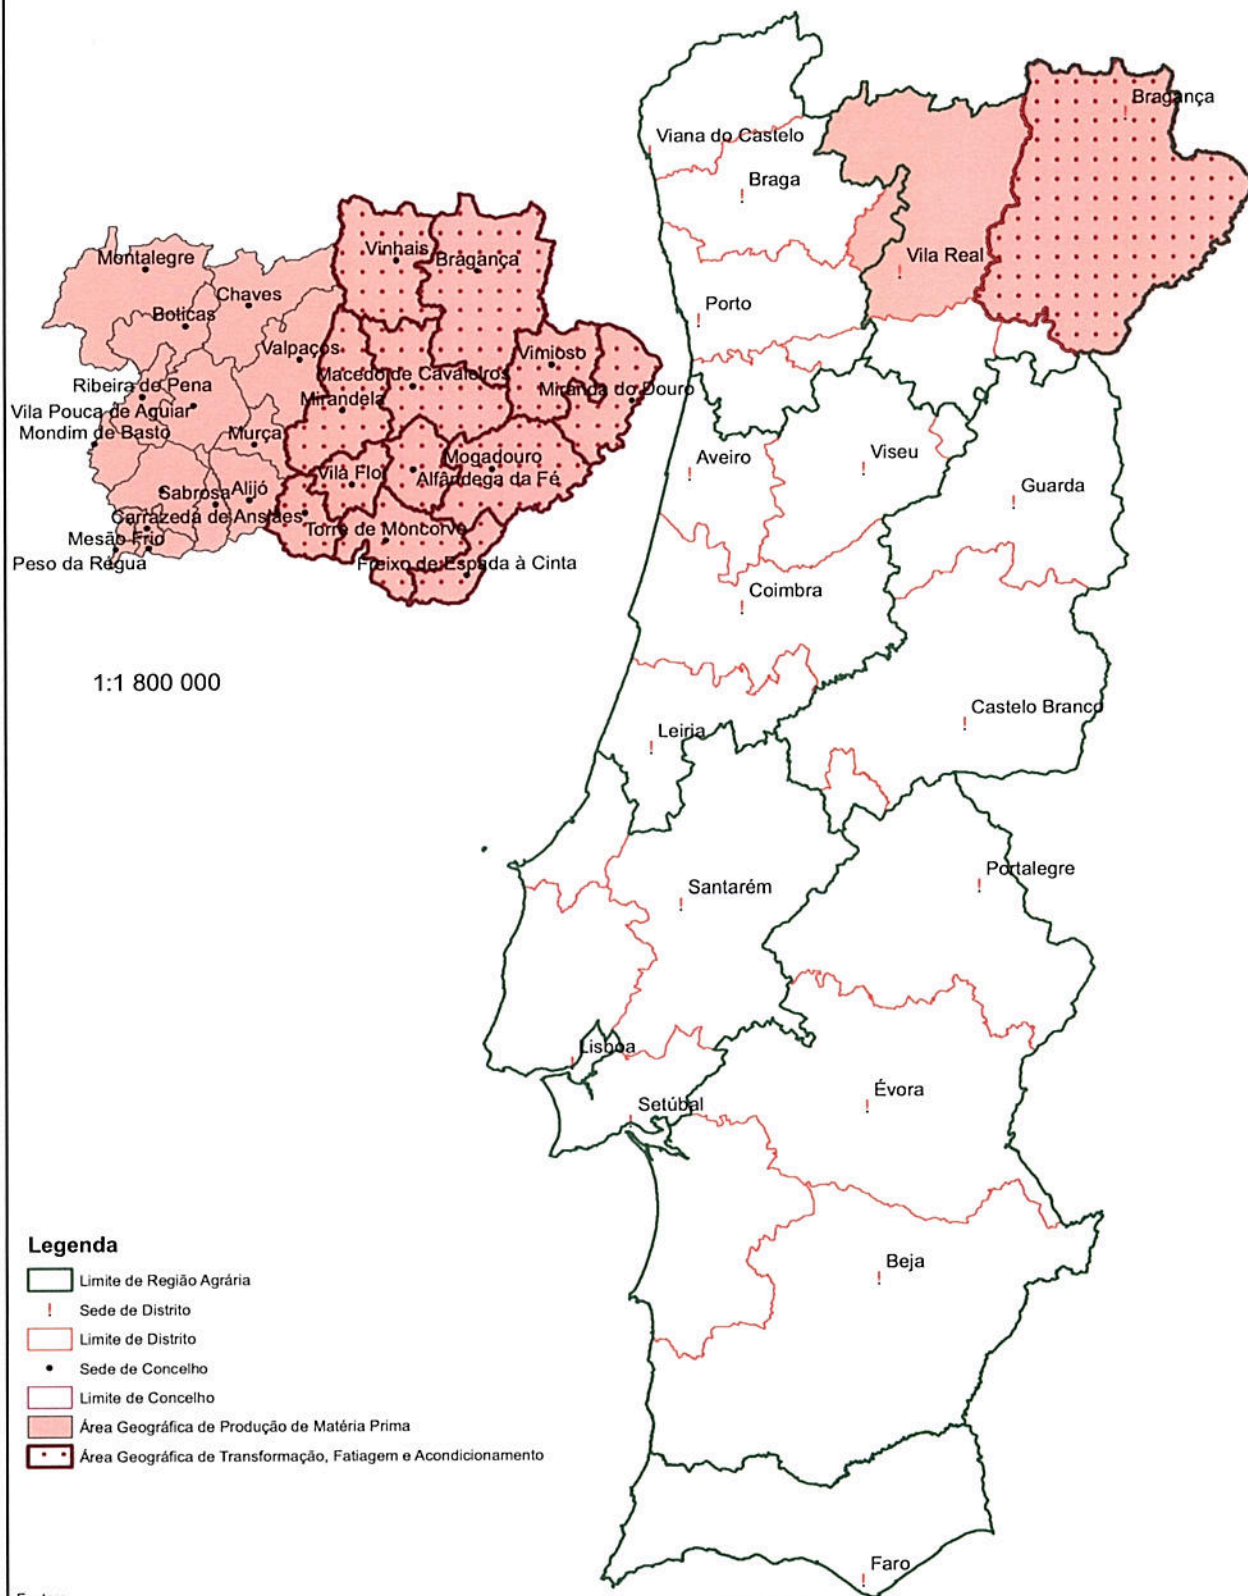 Bragança
Viana do Castelo
Braga
Vila Real
Porto
Vinhais
Bragança
Montalegre
Chaves
Boticas
Valpaços
Vimioso
Macedo de Cavaleiros
Ribeira de Pena
Miranda do Douro
Mirandela
Vila Pouca de Aguiar
Mondim de Basto
Murça
Mogadouro
Vila Flo
Alfândega da Fé
Sabrosa
Alijó
Carrazeda de Ansiães
Torre de Moncorvo
Mesão Frio
Peso da Régua
Freixo de Espada à Cinta
Aveiro
Viseu
Guarda
Coimbra
1:1 800 000
Castelo Branco
Leiria
Portalegre
Santarém
Lisboa
Évora
Setúbal
Beja
Faro
Legenda
Limite de Região Agrária
! Sede de Distrito
Limite de Distrito
Sede de Concelho
Limite de Concelho
Área Geográfica de Produção de Matéria Prima
Área Geográfica de Transformação, Fatiagem e Acondicionamento